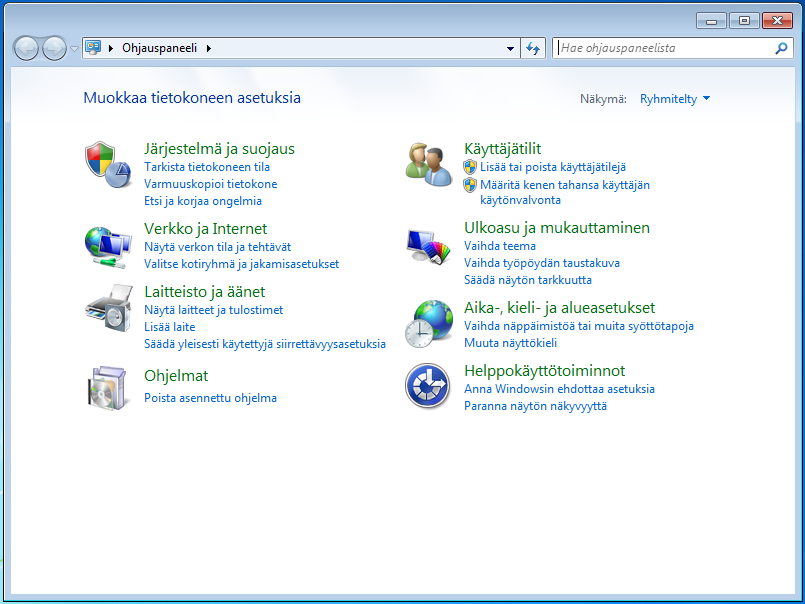 Ohjauspaneeli
Hae ohjauspaneelista
Muokkaa tietokoneen asetuksia
Näkymä: Ryhmitelty
Järjestelmä ja suojaus
Tarkista tietokoneen tila
Varmuuskopioi tietokone
Etsi ja korjaa ongelmia
Verkko ja Internet
Näytä verkon tila ja tehtävät
Valitse kotiryhmä ja jakamisasetukset
Laitteisto ja äänet
Näytä laitteet ja tulostimet
Lisää laite
Säädä yleisesti käytettyjä siirrettävyysasetuksia
Ohjelmat
Poista asennettu ohjelma
Käyttäjätilit
Lisää tai poista käyttäjätilejä
Määritä kenen tahansa käyttäjän
käytönvalvonta
Ulkoasu ja mukauttaminen
Vaihda teema
Vaihda työpöydän taustakuva
Säädä näytön tarkkuutta
Aika-, kieli- ja alueasetukset
Vaihda näppäimistöä tai muita syöttötapoja
Muuta näyttökieli
Helppokäyttötoiminnot
Anna Windowsin ehdottaa asetuksia
Paranna näytön näkyvyyttä